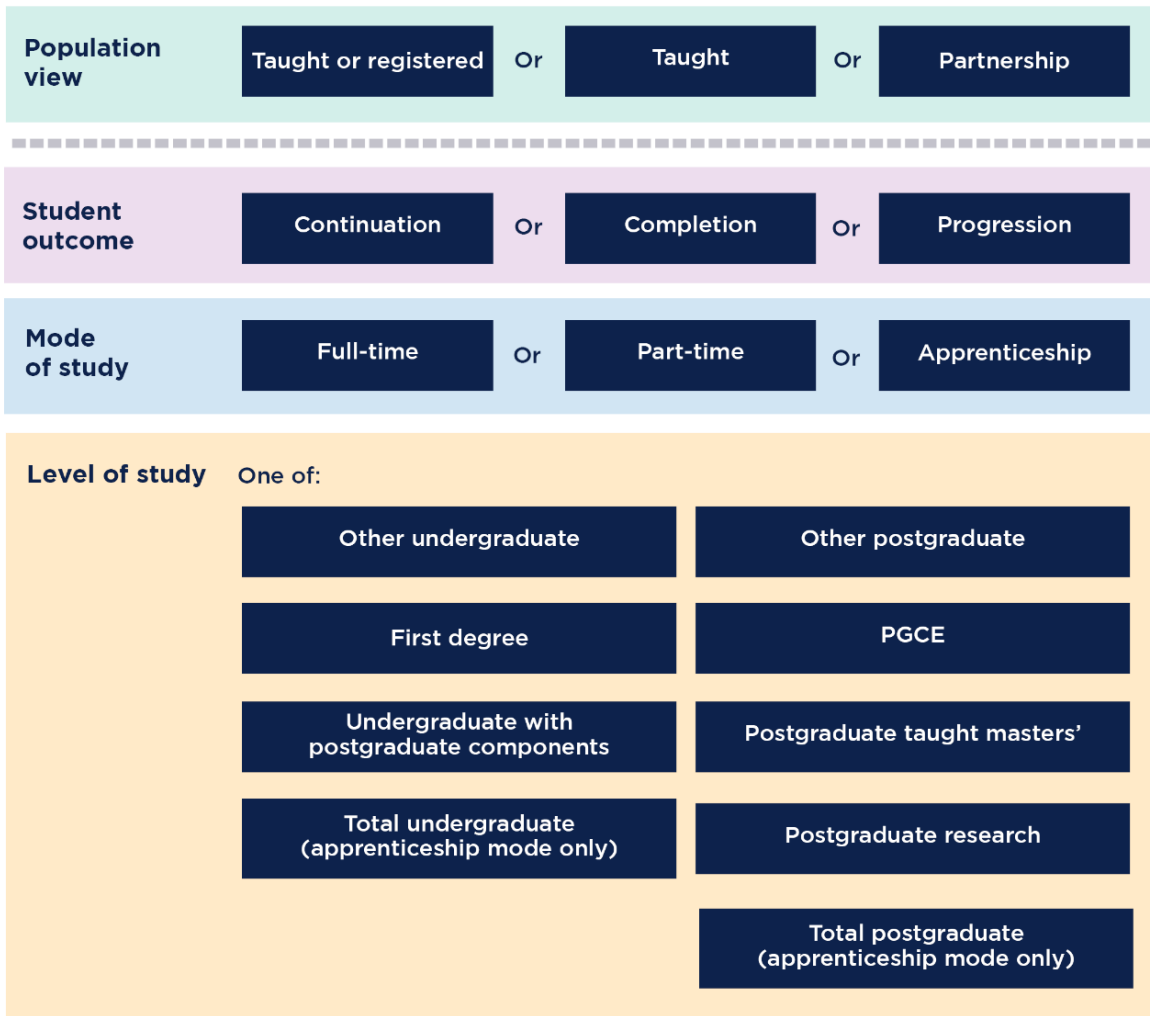 Population
view
Taught or registered
Or
Taught
Or
Partnership
Student
outcome
Continuation
Or
Completion
Or
Progression
Mode
of study
Full-time
Or
Part-time
Or
Apprenticeship
Level of study
One of:
Other undergraduate
Other postgraduate
First degree
PGCE
Undergraduate with
postgraduate components
Postgraduate taught masters’
Total undergraduate
(apprenticeship mode only)
Postgraduate research
Total postgraduate
(apprenticeship mode only)